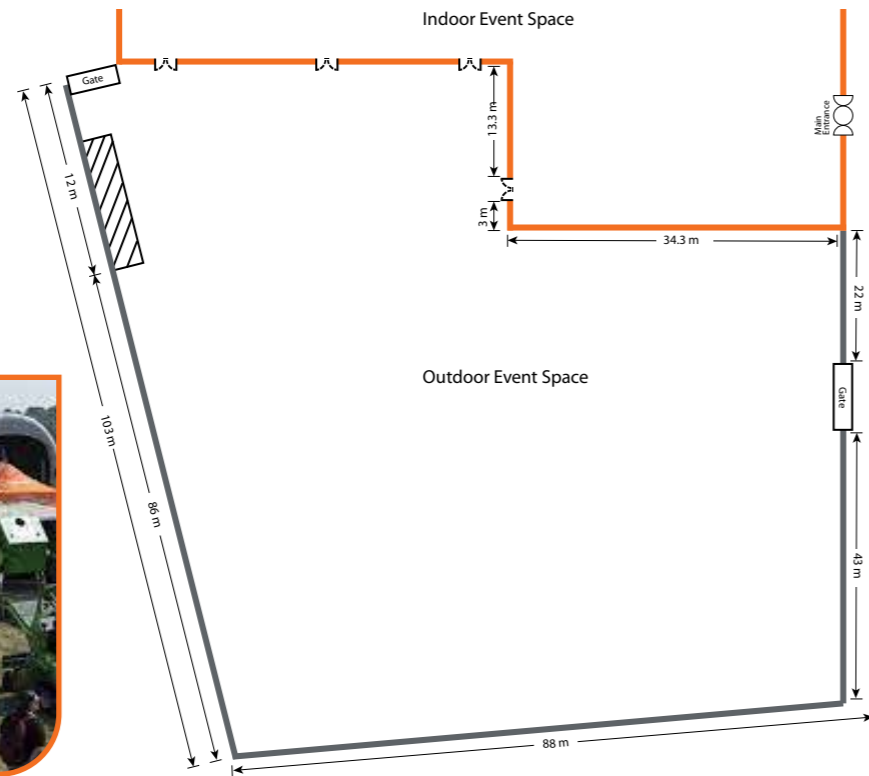 Indoor Event Space
Gate
Main
Entrance
13.3 m
12 m
3 m
34.3 m
22 m
Outdoor Event Space
Gate
103 m
86 m
43 m
88 m